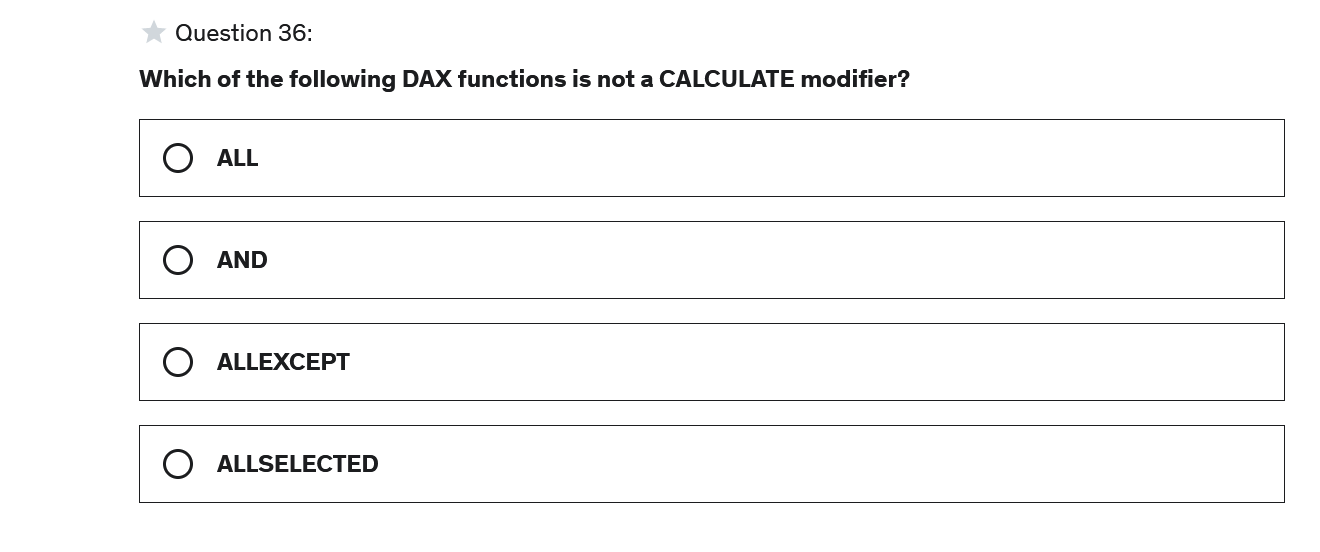 Question 36:
Which of the following DAX functions is not a CALCULATE modifier?
ALL
AND
ALLEXCEPT
ALLSELECTED